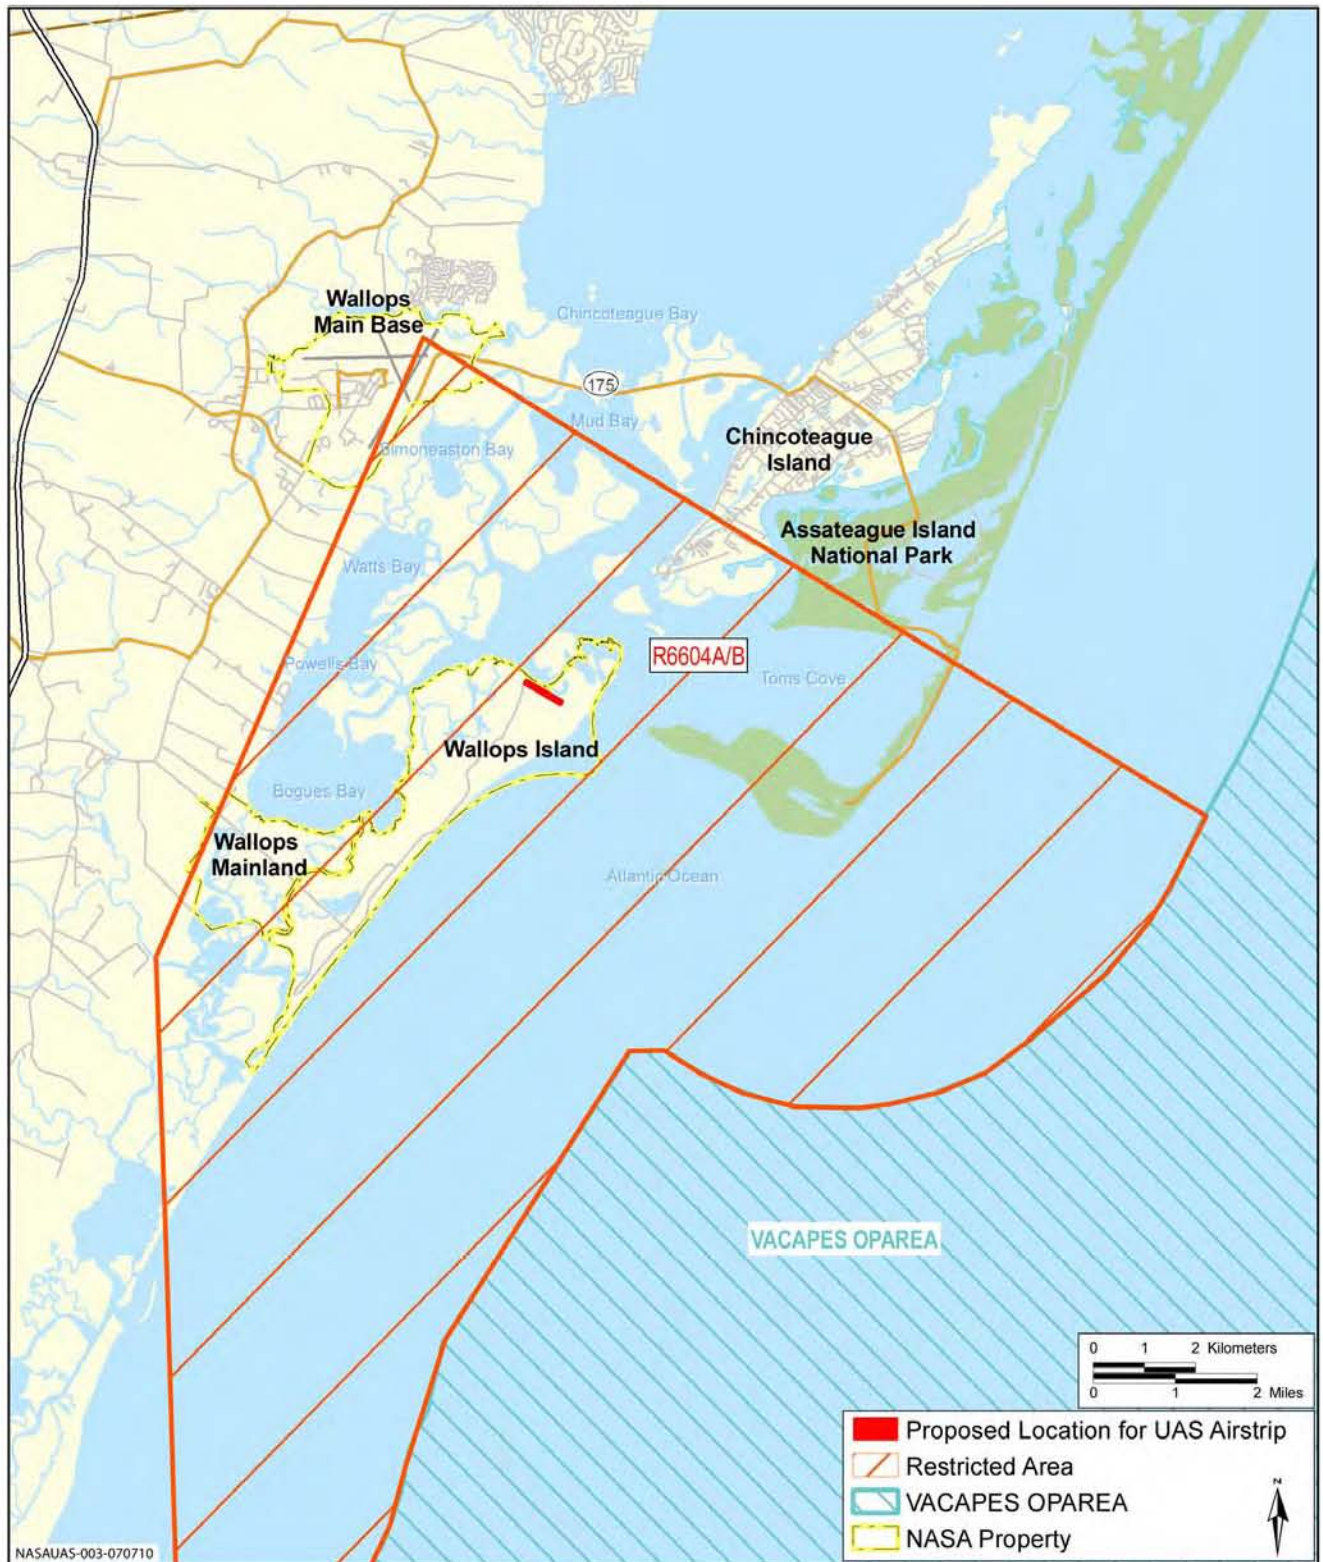 Wallops
Main Base
Chincoteague Bay
175
Mud Bay
Simoneaston Bay
Chincoteague
Island
Assateague Island
National Park
Watts Bay
R6604A/B
Powells Bay
Toms Cove
Wallops Island
Bogues Bay
Wallops
Mainland
Atlantic Ocean
VACAPES OPAREA
0 1 2 Kilometers
0 1 2 Miles
Proposed Location for UAS Airstrip
Restricted Area
VACAPES OPAREA
NASA Property
N
NASAUAS-003-070710